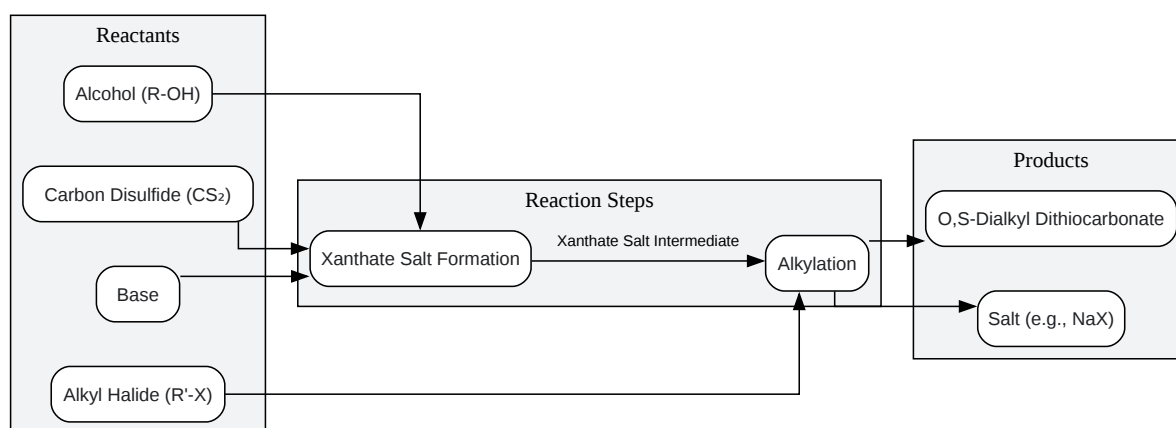 Reactants
Alcohol (R-OH)
Carbon Disulfide (CS₂)
Base
Alkyl Halide (R'-X)
Reaction Steps
Xanthate Salt Formation
Xanthate Salt Intermediate
Alkylation
Products
O,S-Dialkyl Dithiocarbonate
Salt (e.g., NaX)